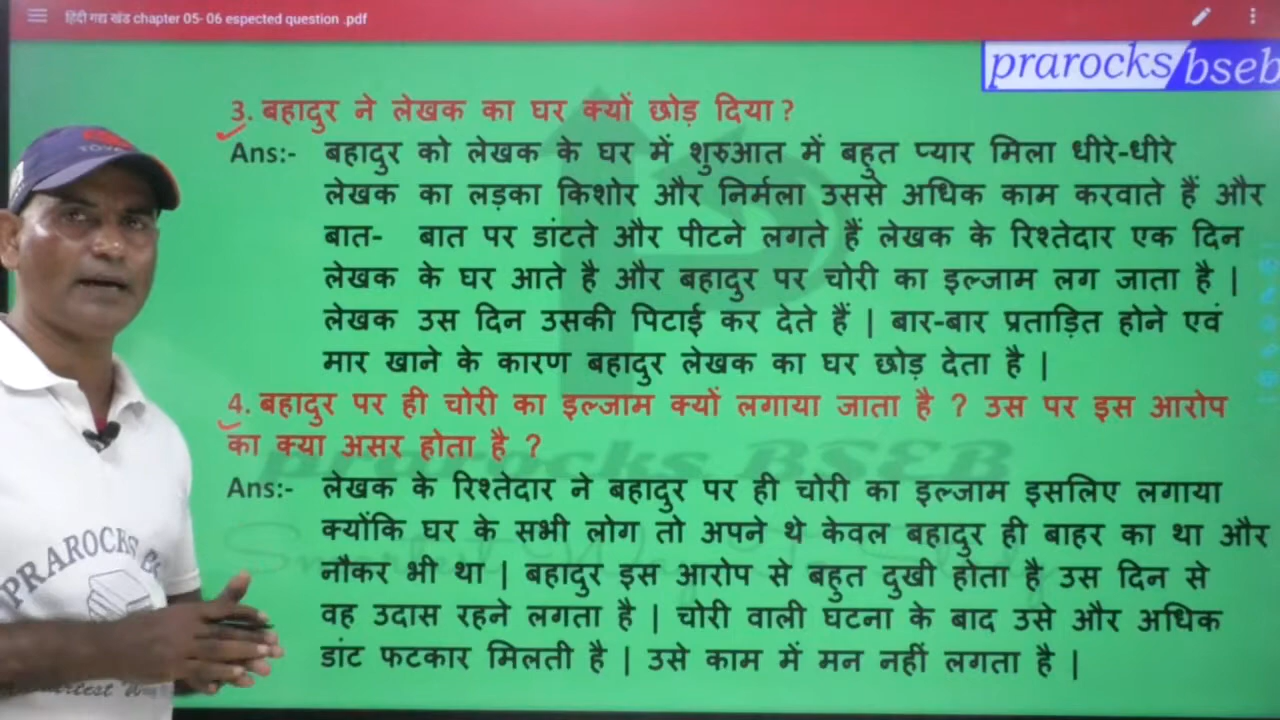 हिंदी गद्य खंड chapter 05- 06 espected question .pdf
prarocks bseb
3. बहादुर ने लेखक का घर क्यों छोड़ दिया ?
Ans:- बहादुर को लेखक के घर में शुरुआत में बहुत प्यार मिला धीरे-धीरे
लेखक का लड़का किशोर और निर्मला उससे अधिक काम करवाते हैं और
बात- बात पर डांटते और पीटने लगते हैं लेखक के रिश्तेदार एक दिन
लेखक के घर आते है और बहादुर पर चोरी का इल्जाम लग जाता है |
लेखक उस दिन उसकी पिटाई कर देते हैं | बार-बार प्रताड़ित होने एवं
मार खाने के कारण बहादुर लेखक का घर छोड़ देता है |
4. बहादुर पर ही चोरी का इल्जाम क्यों लगाया जाता है ? उस पर इस आरोप
का क्या असर होता है ?
Ans:- लेखक के रिश्तेदार ने बहादुर पर ही चोरी का इल्जाम इसलिए लगाया
क्योंकि घर के सभी लोग तो अपने थे केवल बहादुर ही बाहर का था और
नौकर भी था | बहादुर इस आरोप से बहुत दुखी होता है उस दिन से
वह उदास रहने लगता है | चोरी वाली घटना के बाद उसे और अधिक
डांट फटकार मिलती है | उसे काम में मन नहीं लगता है |
prarocks BSEB
PRAROCKS